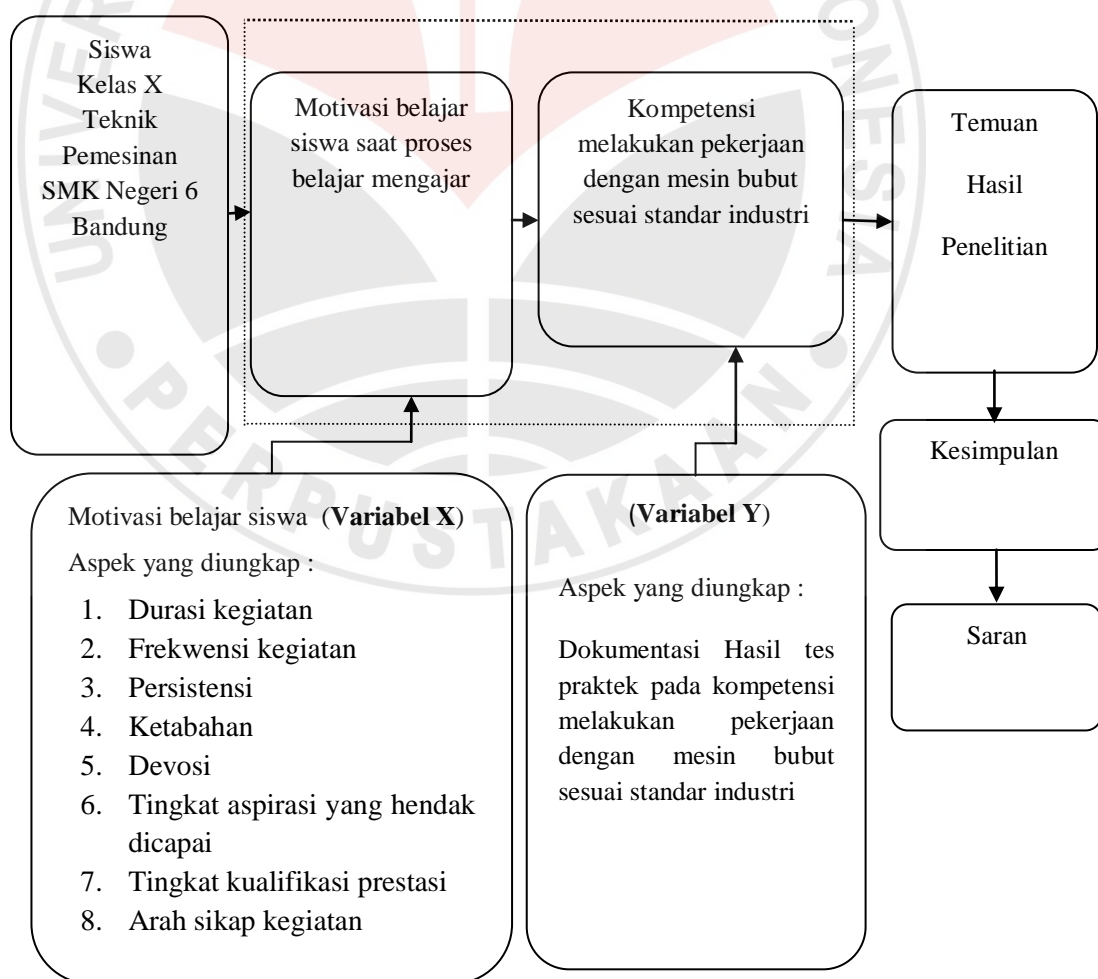 Siswa
Kelas X
Teknik
Pemesinan
SMK Negeri 6
Bandung
Motivasi belajar
siswa saat proses
belajar mengajar
Kompetensi
melakukan pekerjaan
dengan mesin bubut
sesuai standar industri
Temuan
Hasil
Penelitian
Kesimpulan
Saran
Motivasi belajar siswa (Variabel X)
Aspek yang diungkap :
1. Durasi kegiatan
2. Frekwensi kegiatan
3. Persistensi
4. Ketabahan
5. Devosi
6. Tingkat aspirasi yang hendak
dicapai
7. Tingkat kualifikasi prestasi
8. Arah sikap kegiatan
(Variabel Y)
Aspek yang diungkap :
Dokumentasi Hasil tes
praktek pada kompetensi
melakukan pekerjaan
dengan mesin bubut
sesuai standar industri
UNIVER
ONESIA
PERPUSTAKAAN